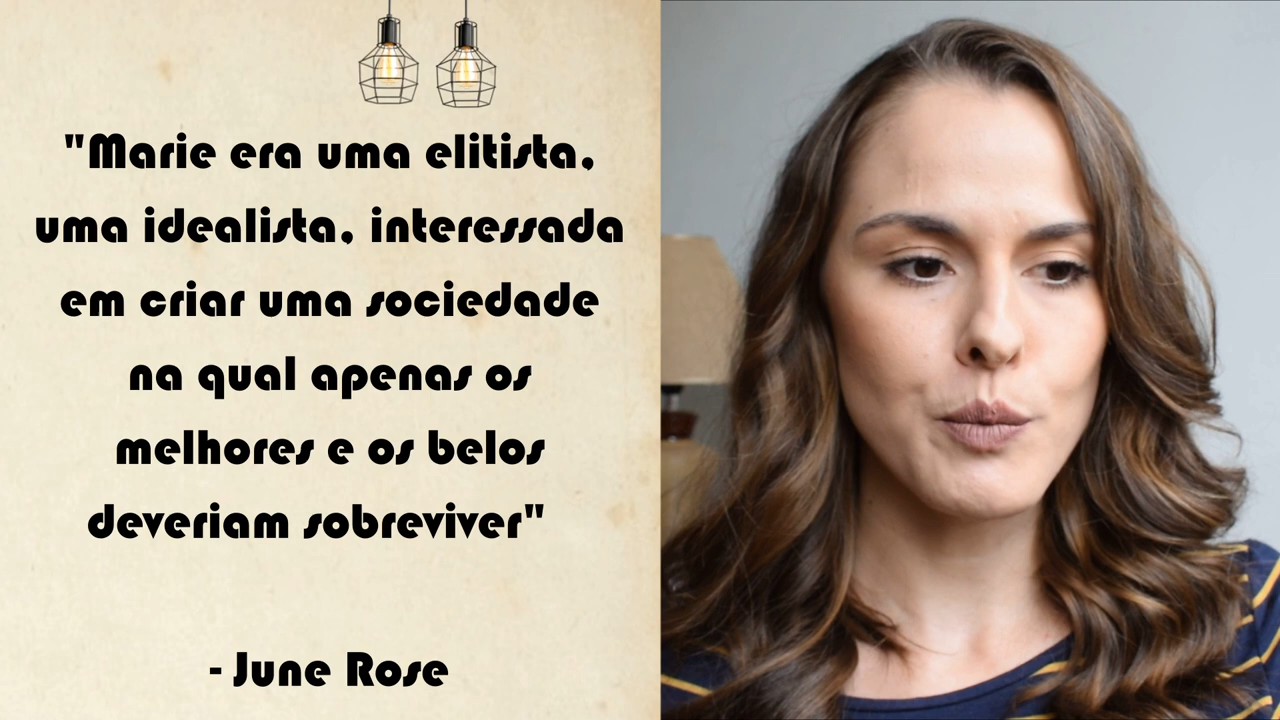 "Marie era uma elitista,
uma idealista, interessada
em criar uma sociedade
na qual apenas os
melhores e os belos
deveriam sobreviver"
- June Rose